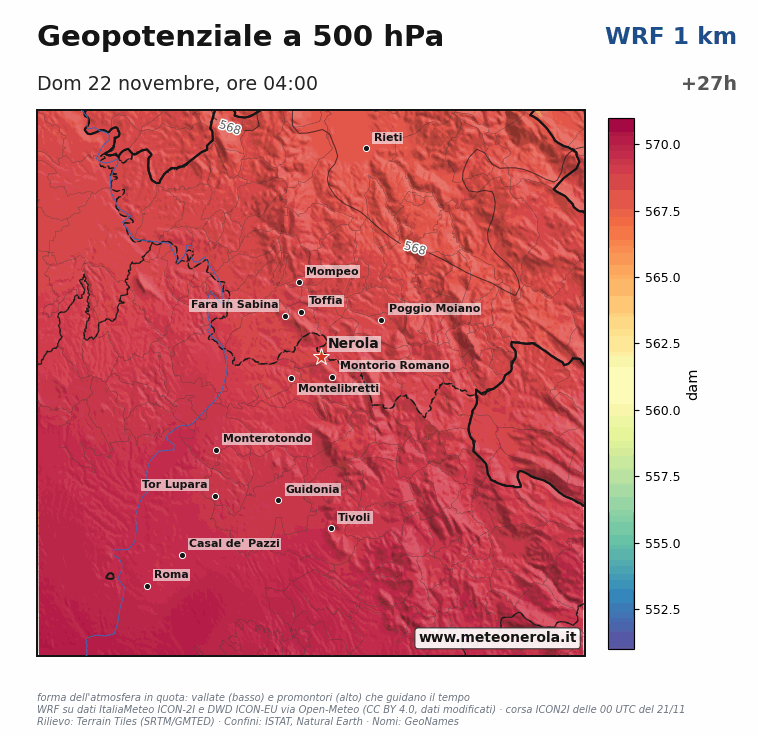 Geopotenziale a 500 hPa
WRF 1 km
Dom 22 novembre, ore 04:00
+27h
568
Rieti
568
Mompeo
Fara in Sabina
Toffia
Poggio Moiano
Nerola
Montorio Romano
Montelibretti
Monterotondo
Tor Lupara
Guidonia
Tivoli
Casal de' Pazzi
Roma
www.meteonerola.it
570.0
567.5
565.0
562.5
560.0
557.5
555.0
552.5
dam
forma dell'atmosfera in quota: vallate (basso) e promontori (alto) che guidano il tempo
WRF su dati ItaliaMeteo ICON-2I e DWD ICON-EU via Open-Meteo (CC BY 4.0, dati modificati) · corsa ICON2I delle 00 UTC del 21/11
Rilievo: Terrain Tiles (SRTM/GMTED) · Confini: ISTAT, Natural Earth · Nomi: GeoNames